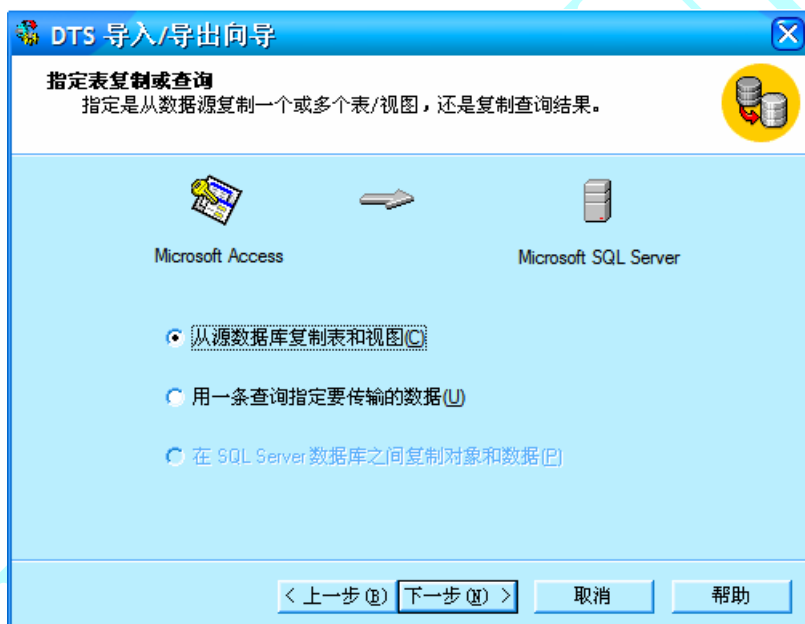 DTS 导入/导出向导
指定表复制或查询
指定是从数据源复制一个或多个表/视图，还是复制查询结果。
Microsoft Access
Microsoft SQL Server
从源数据库复制表和视图(C)
用一条查询指定要传输的数据(U)
在 SQL Server 数据库之间复制对象和数据(P)
< 上一步(B) 下一步(N) > 取消 帮助